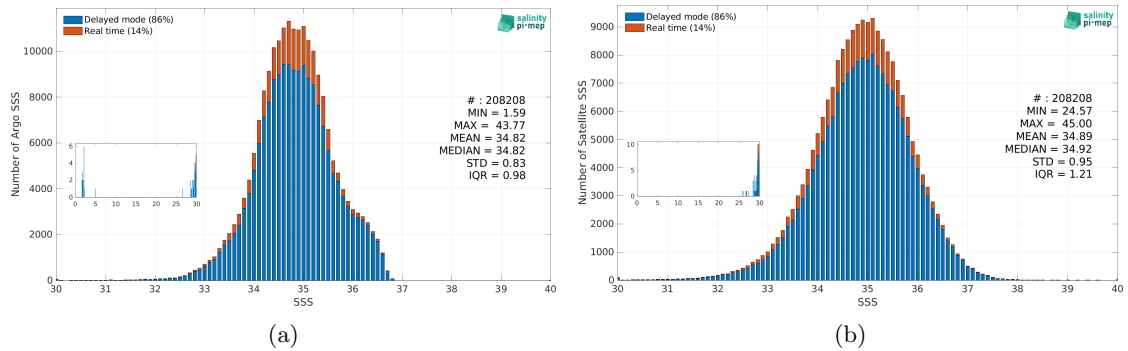 Delayed mode (86%)
Real time (14%)
salinity
pi-mep
10000
8000
6000
4000
2000
0
Number of Argo SSS
# : 208208
MIN = 1.59
MAX = 43.77
MEAN = 34.82
MEDIAN = 34.82
STD = 0.83
IQR = 0.98
6
4
2
0
0 5 10 15 20 25 30
30 31 32 33 34 35 36 37 38 39 40
SSS
(a)
Delayed mode (86%)
Real time (14%)
salinity
pi-mep
9000
8000
7000
6000
5000
4000
3000
2000
1000
0
Number of Satellite SSS
# : 208208
MIN = 24.57
MAX = 45.00
MEAN = 34.89
MEDIAN = 34.92
STD = 0.95
IQR = 1.21
10
5
0
0 5 10 15 20 25 30
30 31 32 33 34 35 36 37 38 39 40
SSS
(b)